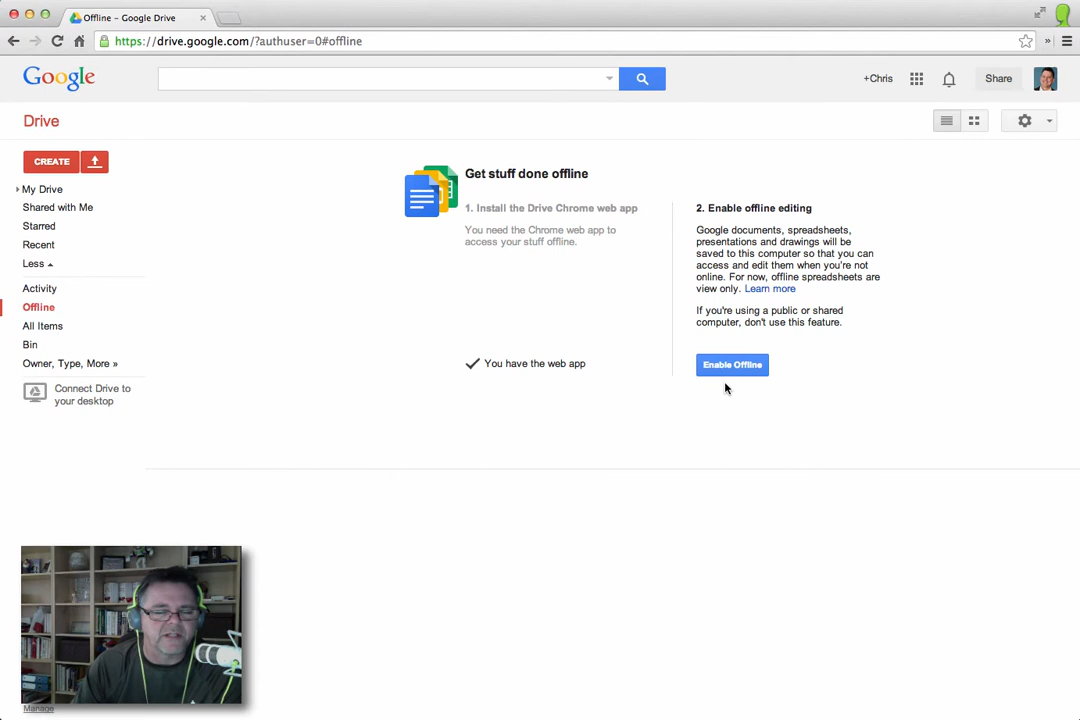 Offline – Google Drive
https://drive.google.com/?authuser=0#offline
Google
+Chris
Share
Drive
CREATE
My Drive
Shared with Me
Starred
Recent
Less
Activity
Offline
All Items
Bin
Owner, Type, More »
Connect Drive to
your desktop
Get stuff done offline
1. Install the Drive Chrome web app
You need the Chrome web app to
access your stuff offline.
You have the web app
2. Enable offline editing
Google documents, spreadsheets,
presentations and drawings will be
saved to this computer so that you can
access and edit them when you're not
online. For now, offline spreadsheets are
view only. Learn more
If you're using a public or shared
computer, don't use this feature.
Enable Offline
Manage